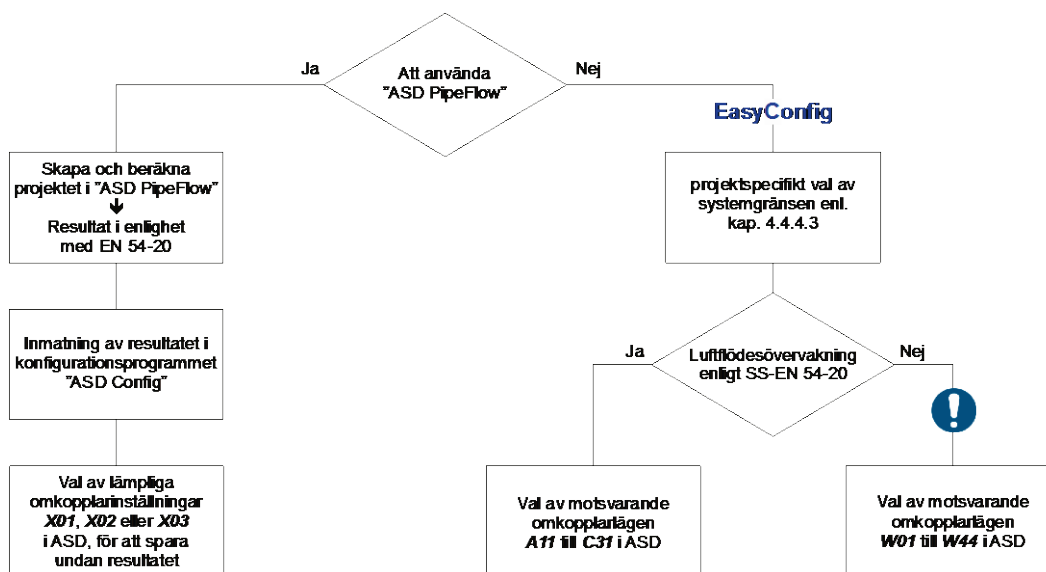 Att använda
"ASD PipeFlow"
Ja
Nej
EasyConfig
Skapa och beräkna
projektet i "ASD PipeFlow"
Resultat i enlighet
med EN 54-20
projektspecifikt val av
systemgränsen enl.
kap. 4.4.4.3
Inmatning av resultatet i
konfigurationsprogrammet
"ASD Config"
Luftflödesövervakning
enligt SS-EN 54-20
Ja
Nej
Val av lämpliga
omkopplarinställningar
X01, X02 eller X03
i ASD, för att spara
undan resultatet
Val av motsvarande
omkopplarlägen
A11 till C31 i ASD
Val av motsvarande
omkopplarlägen
W01 till W44 i ASD